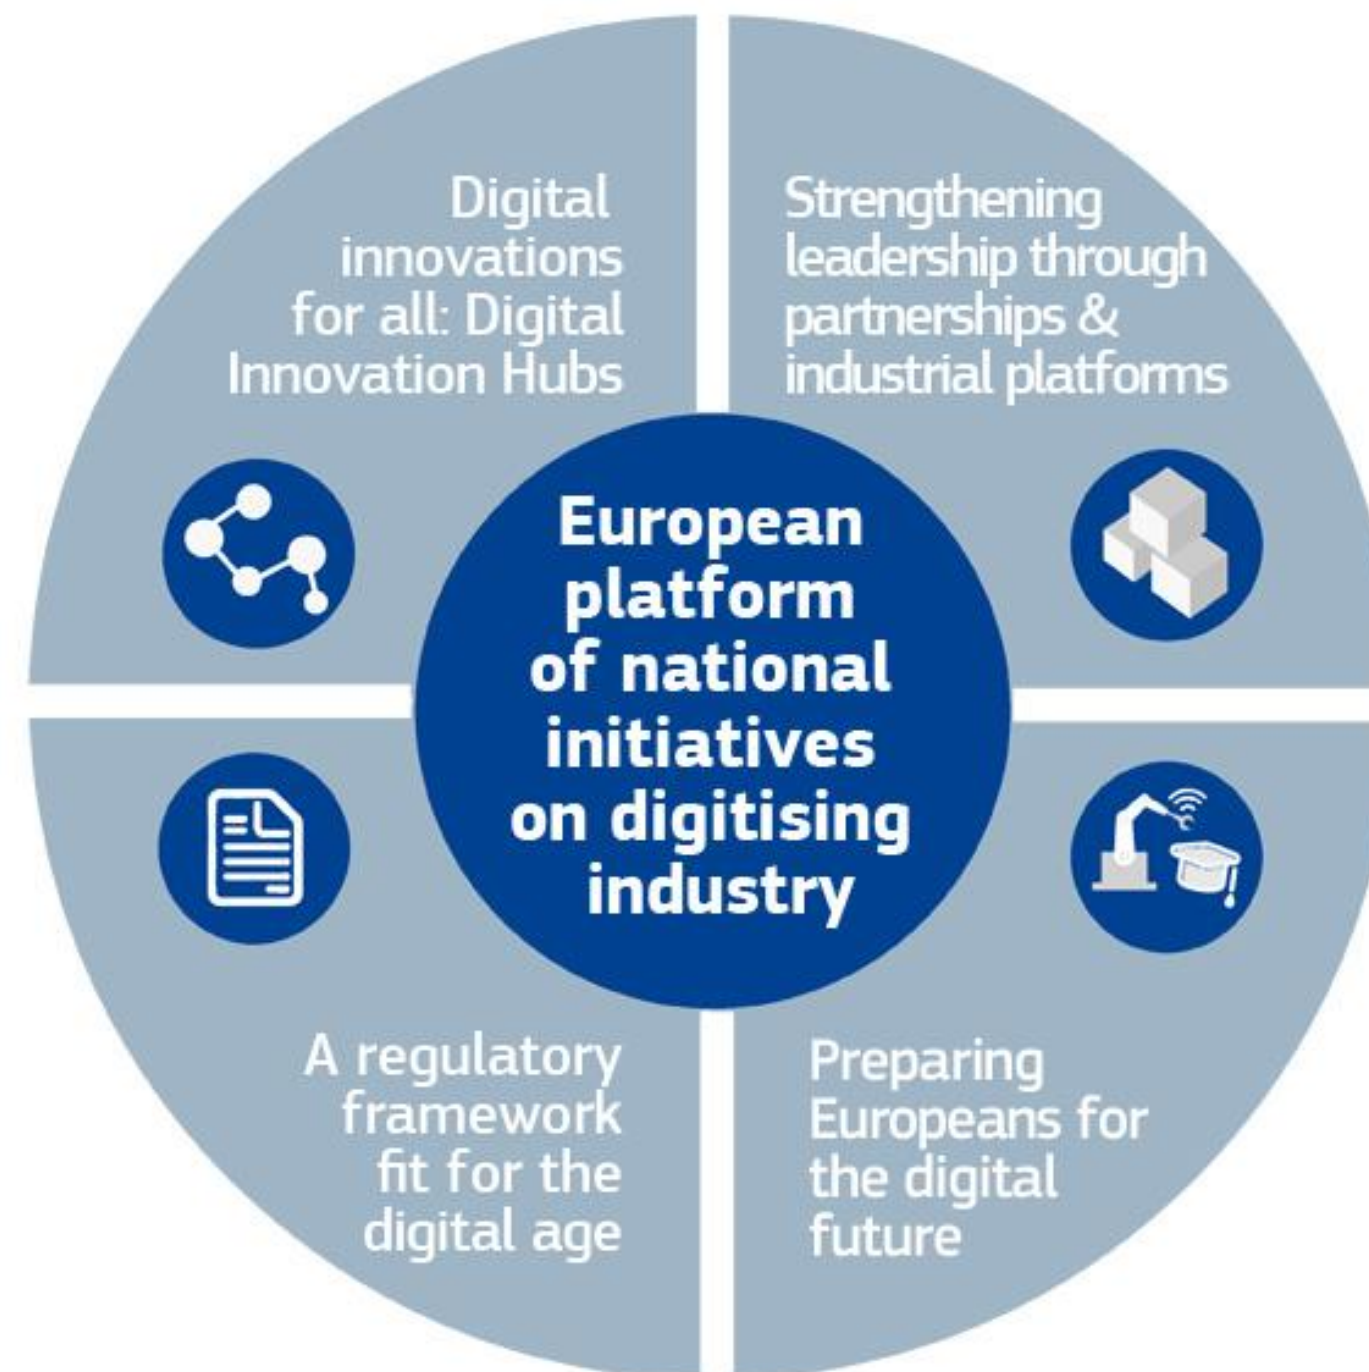 Digital
innovations
for all: Digital
Innovation Hubs
Strengthening
leadership through
partnerships &
industrial platforms
European
platform
of national
initiatives
on digitising
industry
A regulatory
framework
fit for the
digital age
Preparing
Europeans for
the digital
future